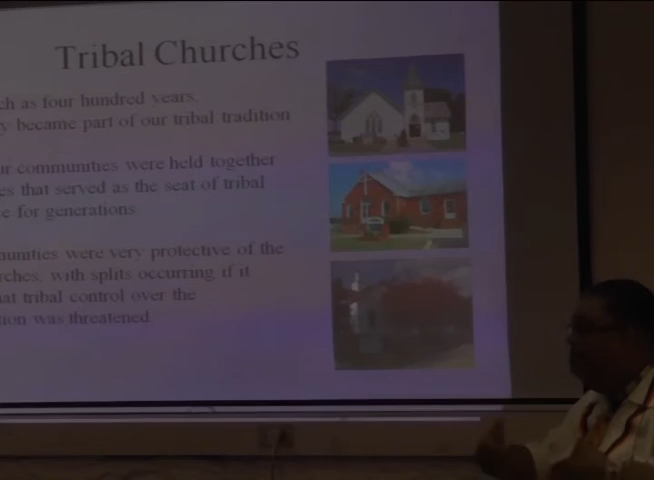 Tribal Churches
ch as four hundred years,
y became part of our tribal tradition
ur communities were held together
es that served as the seat of tribal
e for generations
munities were very protective of the
rches, with splits occurring if it
at tribal control over the
tion was threatened